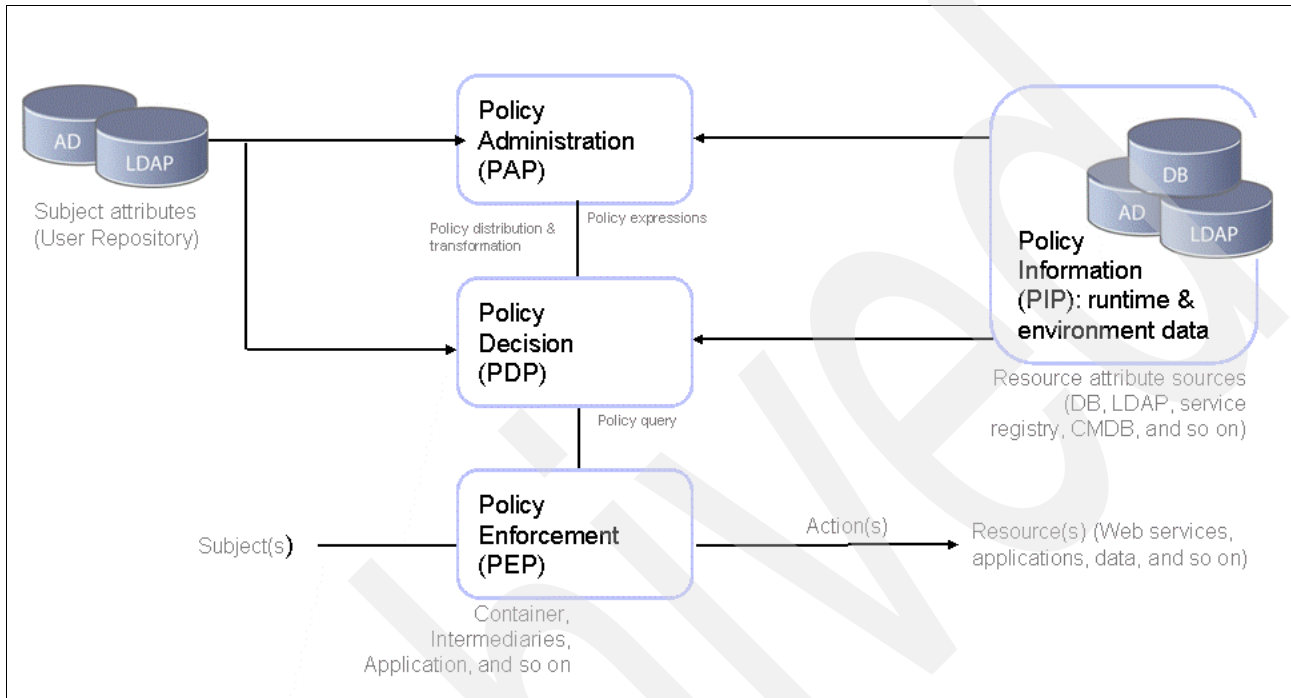 AD
LDAP
Subject attributes
(User Repository)
Policy
Administration
(PAP)
Policy distribution &
transformation
Policy expressions
DB
AD
LDAP
Policy
Information
(PIP): runtime &
environment data
Resource attribute sources
(DB, LDAP, service
registry, CMDB, and so on)
Policy
Decision
(PDP)
Policy query
Subject(s)
Policy
Enforcement
(PEP)
Action(s)
Resource(s) (Web services,
applications, data, and so on)
Container,
Intermediaries,
Application, and so on
hived